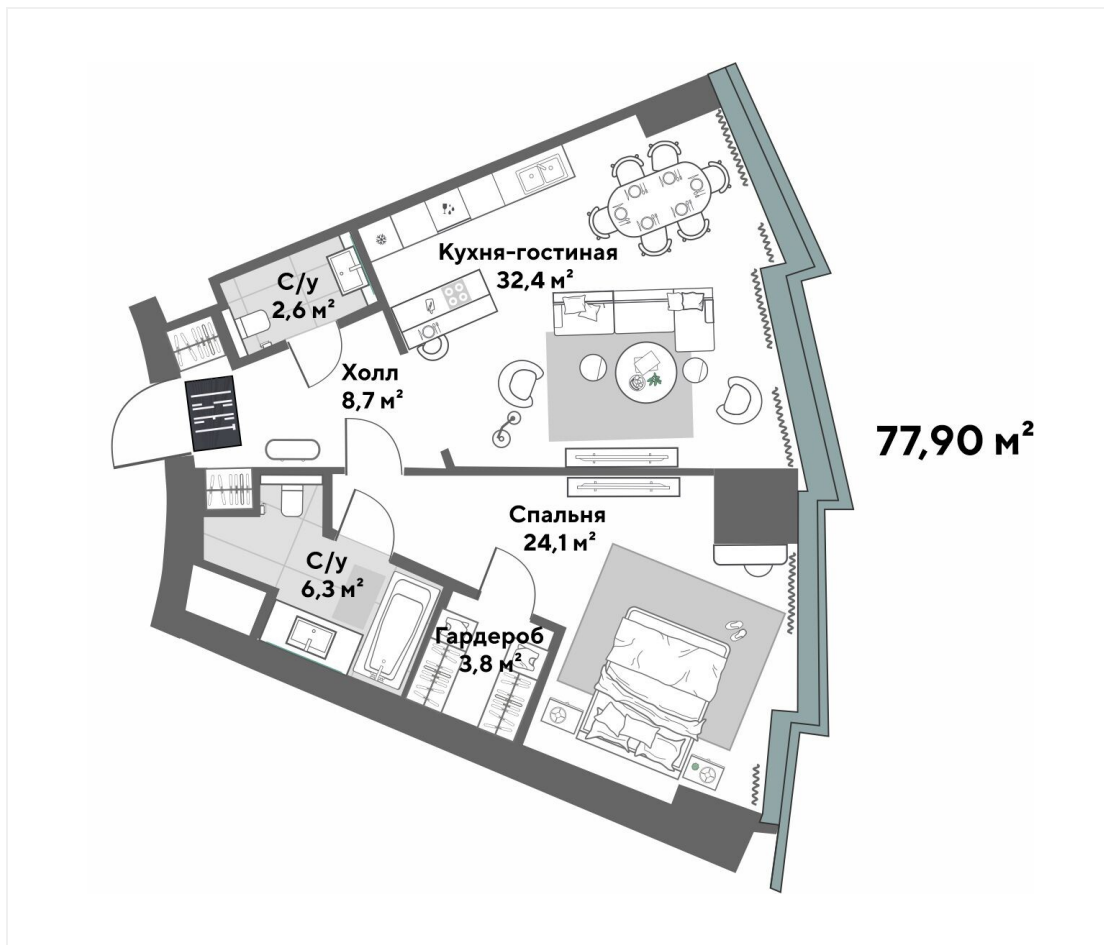 Кухня-гостиная
32,4 м²
С/у
2,6 м²
Холл
8,7 м²
77,90 м²
Спальня
24,1 м²
С/у
6,3 м²
Гардероб
3,8 м²